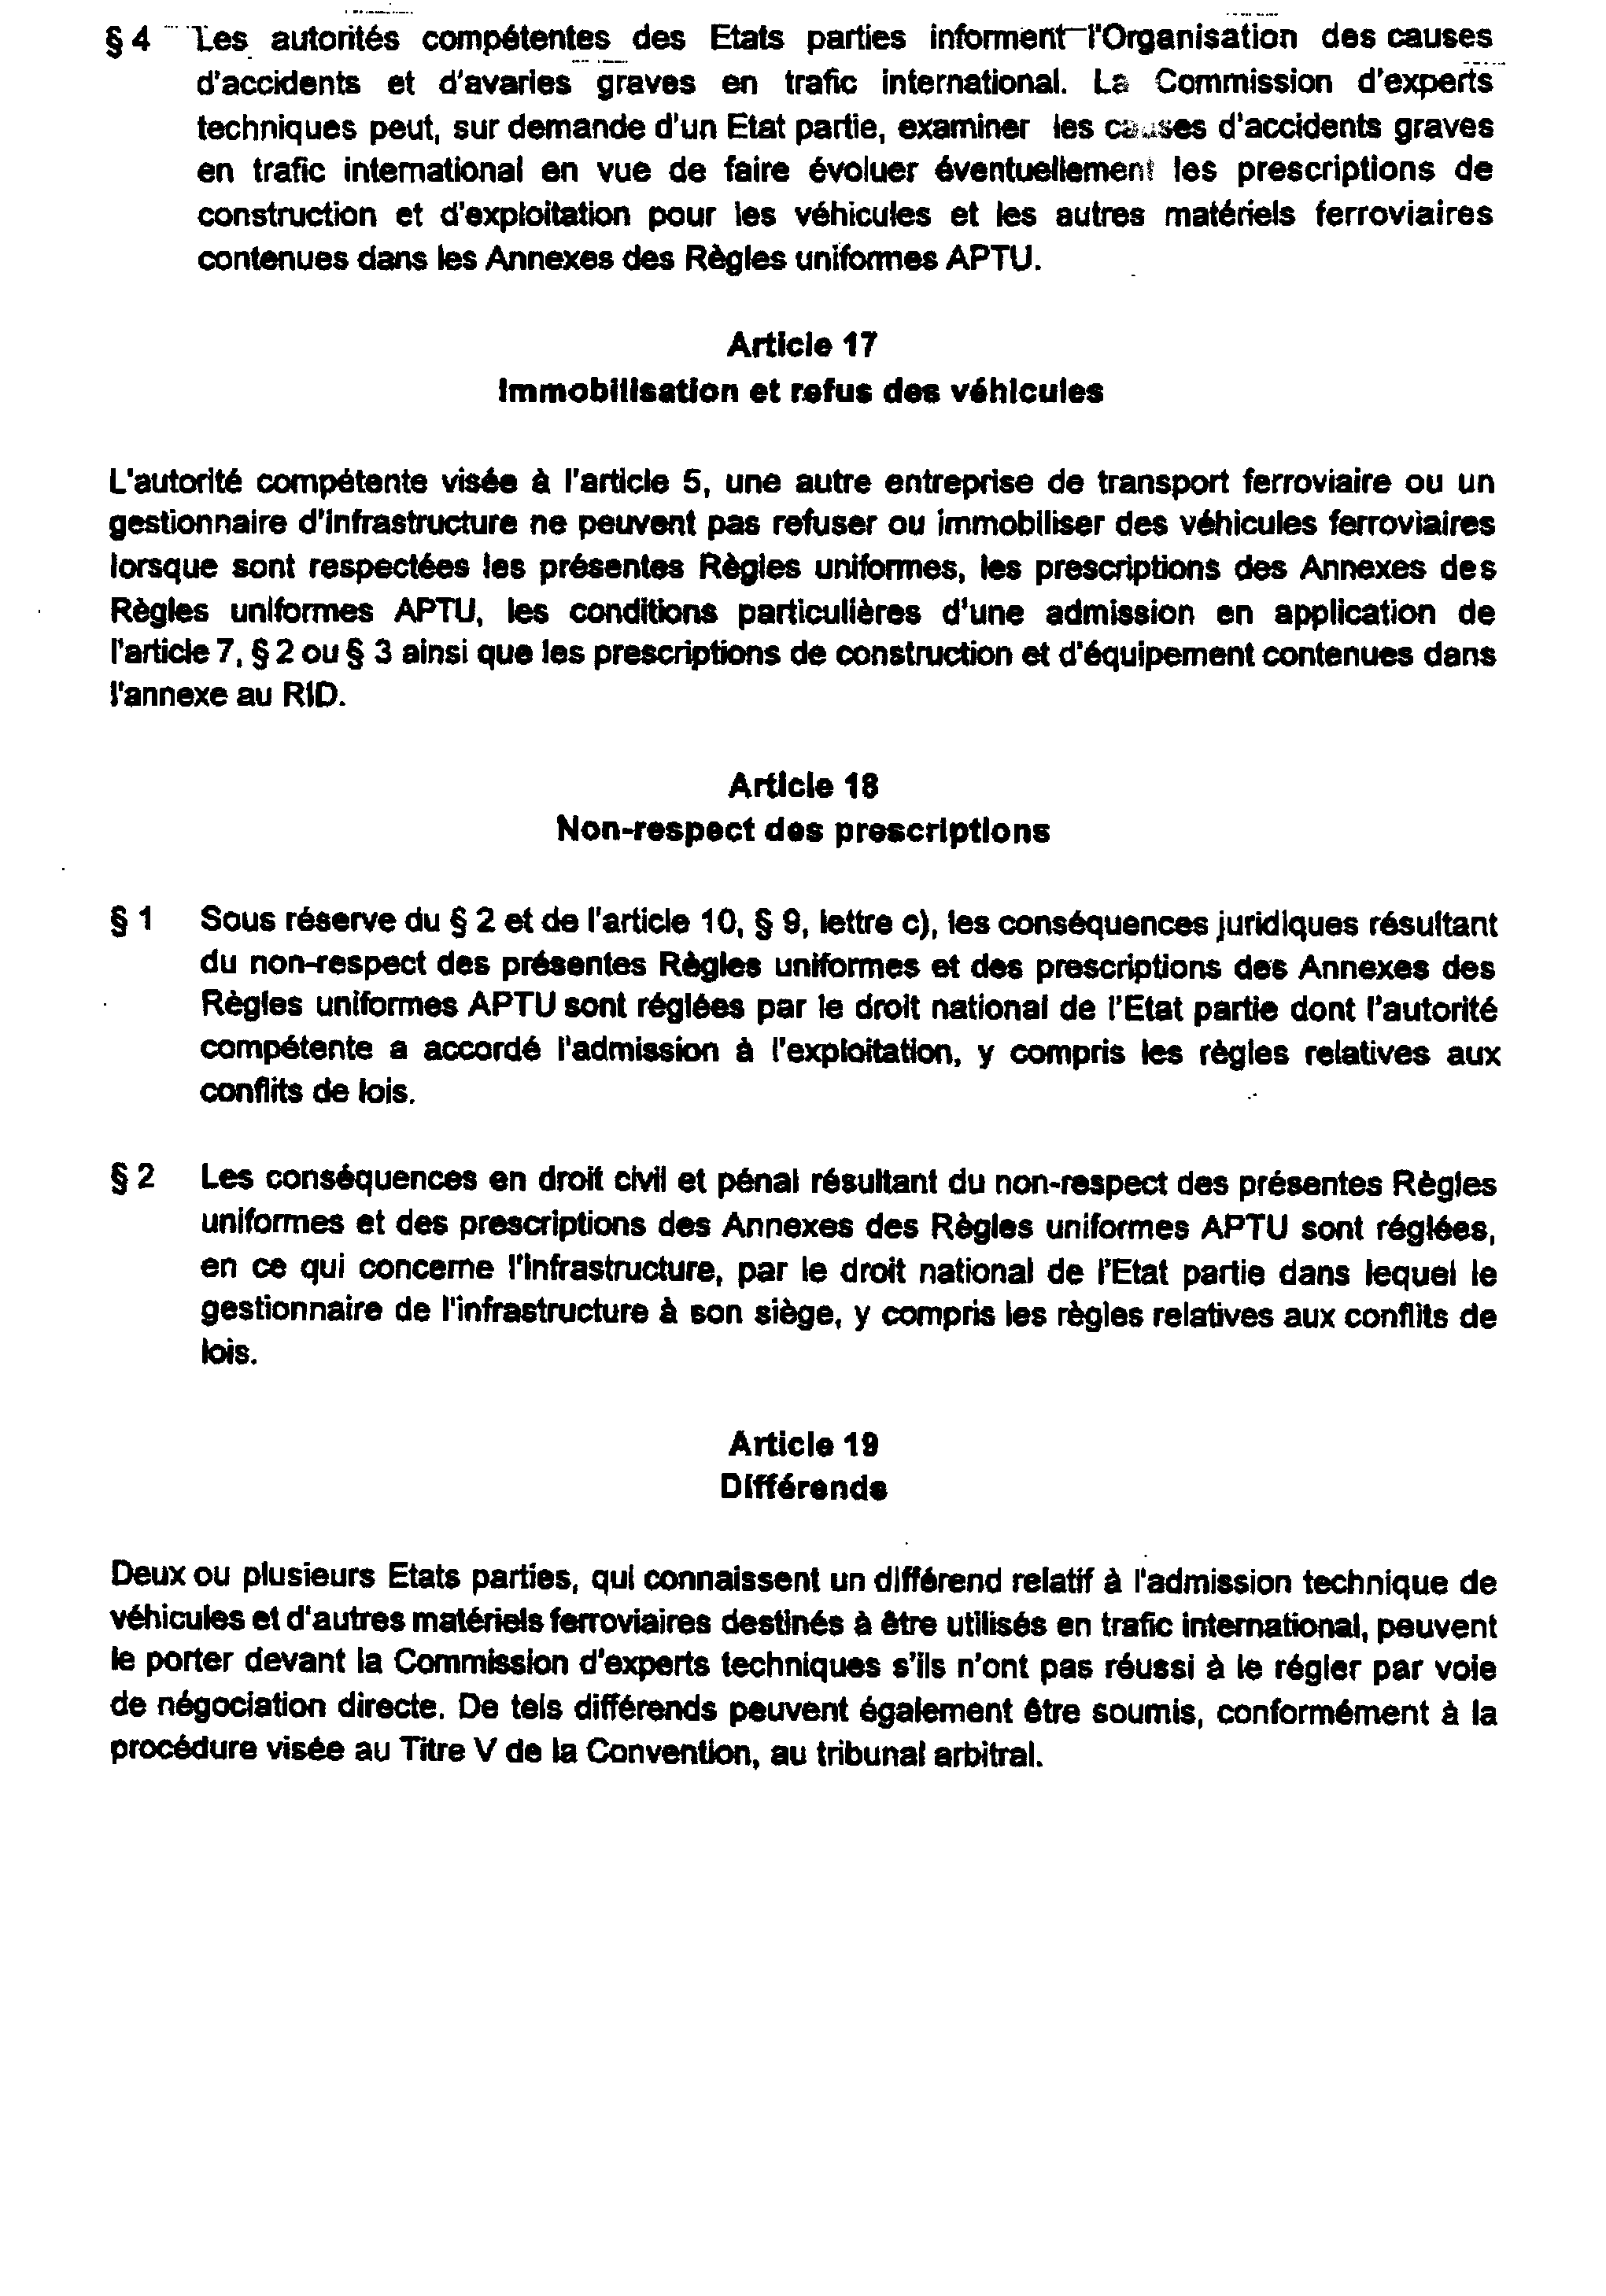 § 4 Les autorités compétentes des Etats parties informent l'Organisation des causes
d'accidents et d'avaries graves en trafic international. La Commission d'experts
techniques peut, sur demande d'un Etat partie, examiner les causes d'accidents graves
en trafic international en vue de faire évoluer éventuellement les prescriptions de
construction et d'exploitation pour les véhicules et les autres matériels ferroviaires
contenues dans les Annexes des Règles uniformes APTU.
Article 17
Immobilisation et refus des véhicules
L'autorité compétente visée à l'article 5, une autre entreprise de transport ferroviaire ou un
gestionnaire d'infrastructure ne peuvent pas refuser ou immobiliser des véhicules ferroviaires
lorsque sont respectées les présentes Règles uniformes, les prescriptions des Annexes des
Règles uniformes APTU, les conditions particulières d'une admission en application de
l'article 7, § 2 ou § 3 ainsi que les prescriptions de construction et d'équipement contenues dans
l'annexe au RID.
Article 18
Non-respect des prescriptions
§ 1 Sous réserve du § 2 et de l'article 10, § 9, lettre c), les conséquences juridiques résultant
du non-respect des présentes Règles uniformes et des prescriptions des Annexes des
Règles uniformes APTU sont réglées par le droit national de l'Etat partie dont l'autorité
compétente a accordé l'admission à l'exploitation, y compris les règles relatives aux
conflits de lois.
§ 2 Les conséquences en droit civil et pénal résultant du non-respect des présentes Règles
uniformes et des prescriptions des Annexes des Règles uniformes APTU sont réglées,
en ce qui concerne l'infrastructure, par le droit national de l'Etat partie dans lequel le
gestionnaire de l'infrastructure à son siège, y compris les règles relatives aux conflits de
lois.
Article 19
Différends
Deux ou plusieurs Etats parties, qui connaissent un différend relatif à l'admission technique de
véhicules et d'autres matériels ferroviaires destinés à être utilisés en trafic international, peuvent
le porter devant la Commission d'experts techniques s'ils n'ont pas réussi à le régler par voie
de négociation directe. De tels différends peuvent également être soumis, conformément à la
procédure visée au Titre V de la Convention, au tribunal arbitral.